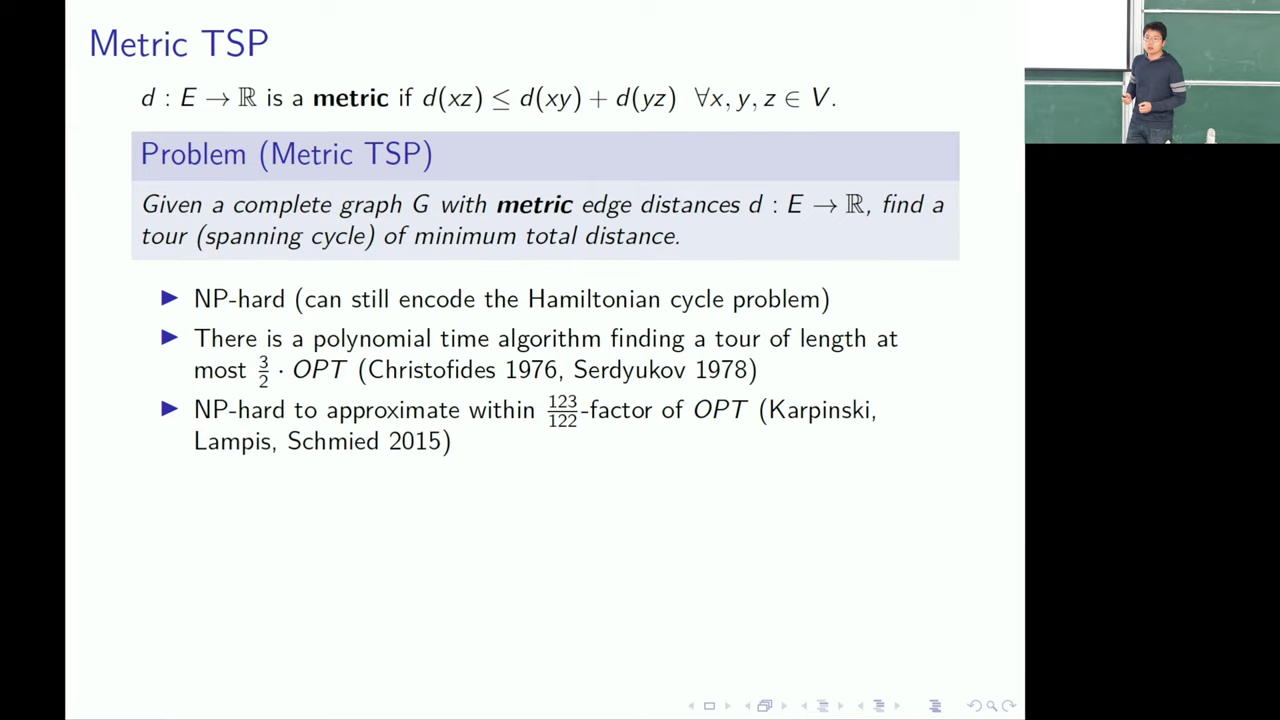 Metric TSP
d : E → ℝ is a metric if d(xz) ≤ d(xy) + d(yz) ∀x, y, z ∈ V.
Problem (Metric TSP)
Given a complete graph G with metric edge distances d : E → ℝ, find a
tour (spanning cycle) of minimum total distance.
▶ NP-hard (can still encode the Hamiltonian cycle problem)
▶ There is a polynomial time algorithm finding a tour of length at
most 3/2 · OPT (Christofides 1976, Serdyukov 1978)
▶ NP-hard to approximate within 123/122-factor of OPT (Karpinski,
Lampis, Schmied 2015)